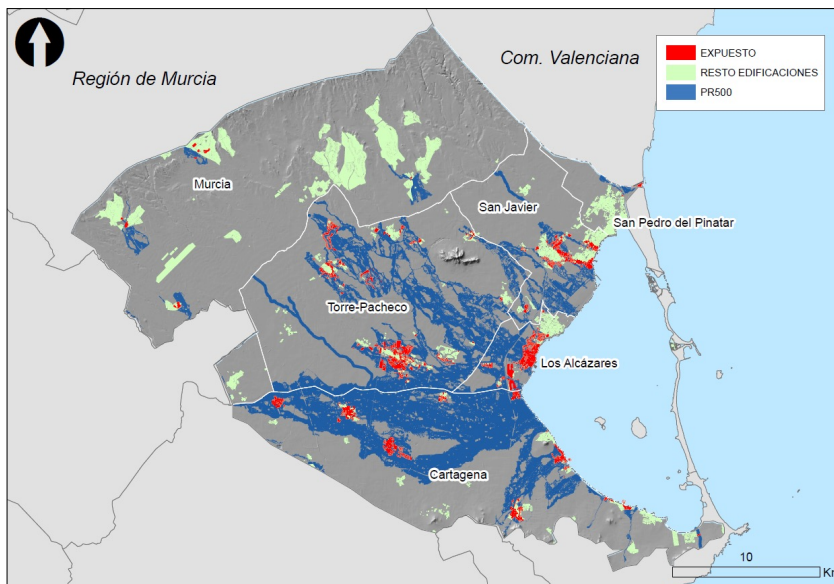 Com. Valenciana
Región de Murcia
EXPUESTO
RESTO EDIFICACIONES
PR500
Murcia
San Javier
San Pedro del Pinatar
Torre-Pacheco
Los Alcázares
Cartagena
10
Km